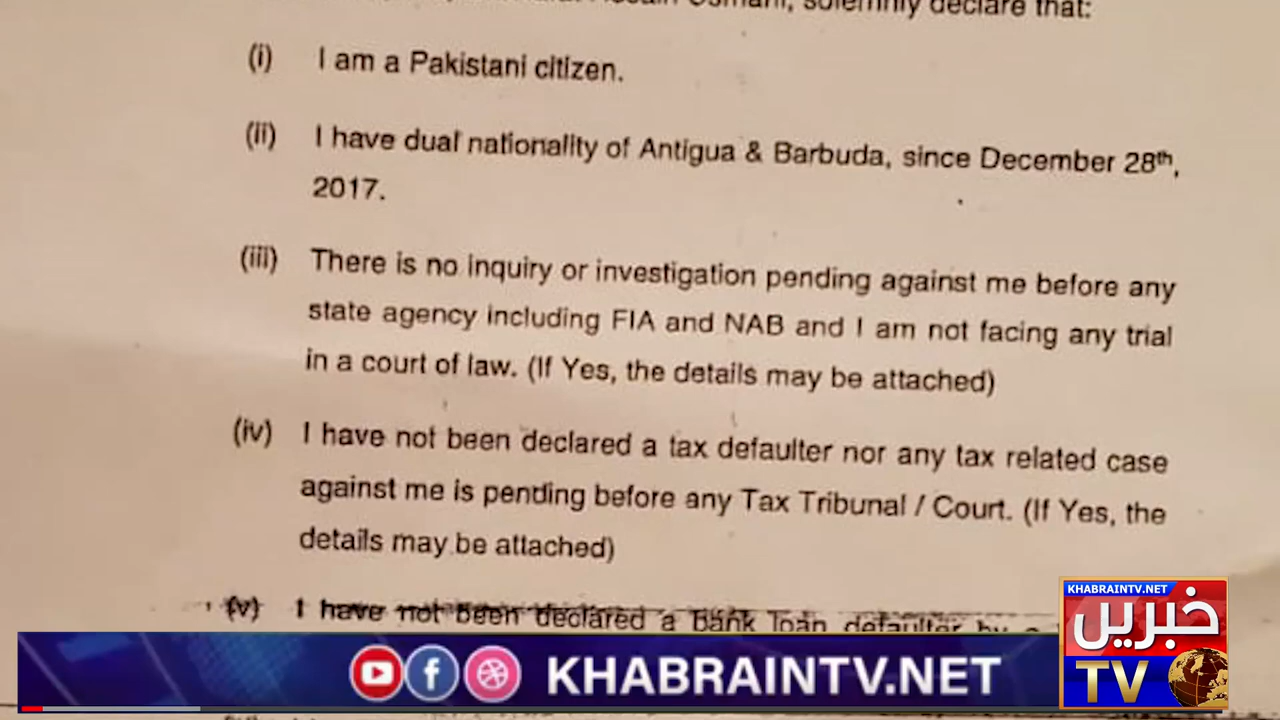 solemnly declare that:
(i) I am a Pakistani citizen.
(ii) I have dual nationality of Antigua & Barbuda, since December 28th,
2017.
(iii) There is no inquiry or investigation pending against me before any
state agency including FIA and NAB and I am not facing any trial
in a court of law. (If Yes, the details may be attached)
(iv) I have not been declared a tax defaulter nor any tax related case
against me is pending before any Tax Tribunal / Court. (If Yes, the
details may be attached)
(v) I have not been declared a bank loan defaulter by
KHABRAINTV.NET
خبریں
TV
KHABRAINTV.NET